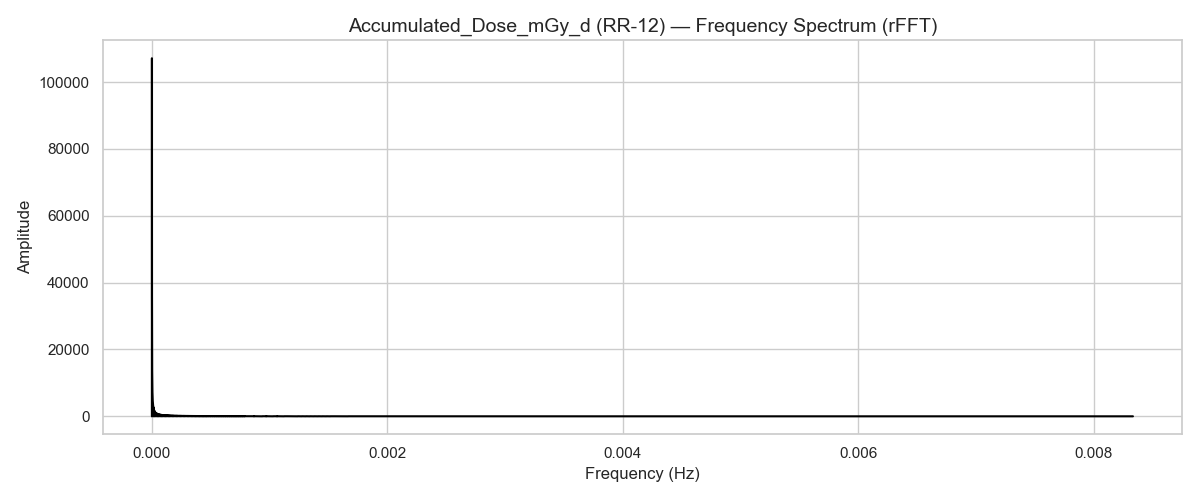 Accumulated_Dose_mGy_d (RR-12) — Frequency Spectrum (rFFT)
100000
80000
60000
40000
20000
0
Amplitude
0.000 0.002 0.004 0.006 0.008
Frequency (Hz)